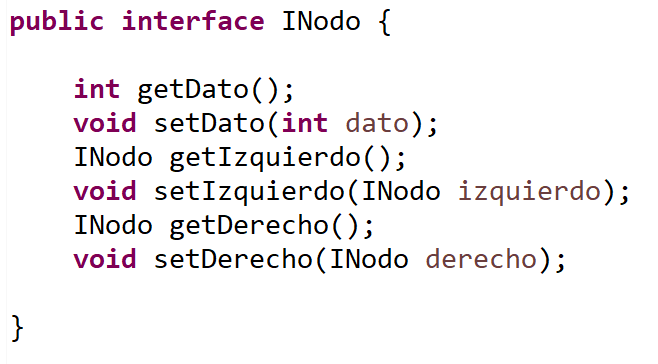 public interface INodo {
int getDato();
void setDato(int dato);
INodo getIzquierdo();
void setIzquierdo(INodo izquierdo);
INodo getDerecho();
void setDerecho(INodo derecho);
}